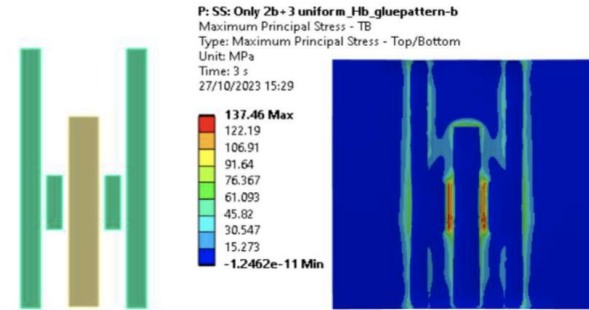 P: SS: Only 2b+3 uniform_Hb_gluepattern-b
Maximum Principal Stress - TB
Type: Maximum Principal Stress - Top/Bottom
Unit: MPa
Time: 3 s
27/10/2023 15:29
137.46 Max
122.19
106.91
91.64
76.367
61.093
45.82
30.547
15.273
-1.2462e-11 Min